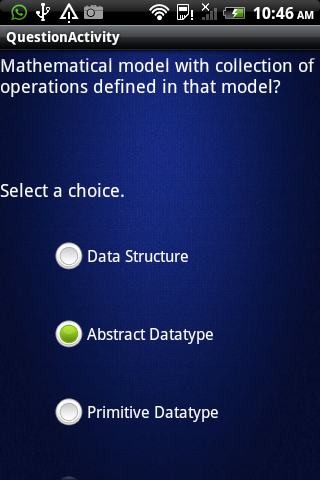 10:46 AM
QuestionActivity
Mathematical model with collection of
operations defined in that model?
Select a choice.
Data Structure
Abstract Datatype
Primitive Datatype